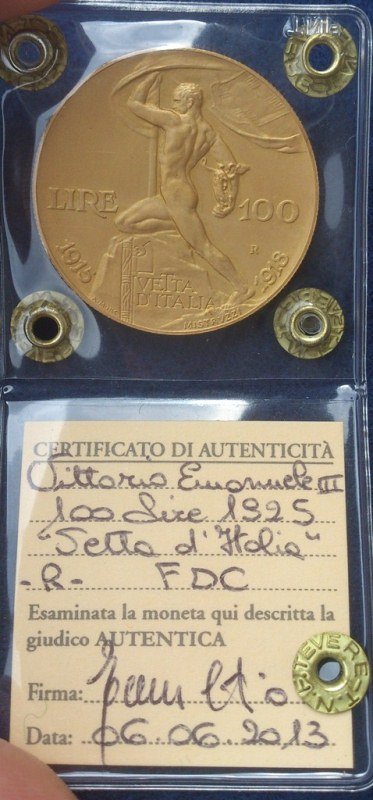 LIRE 100
R
1915 1918
VETTA
D'ITALIA
MISTRUZZI
CERTIFICATO DI AUTENTICITÀ
Vittorio Emanuele III
100 Lire 1925
"Vetta d'Italia"
-R- FDC
Esaminata la moneta qui descritta la
giudico AUTENTICA
Firma:
Data: 06.06.2013